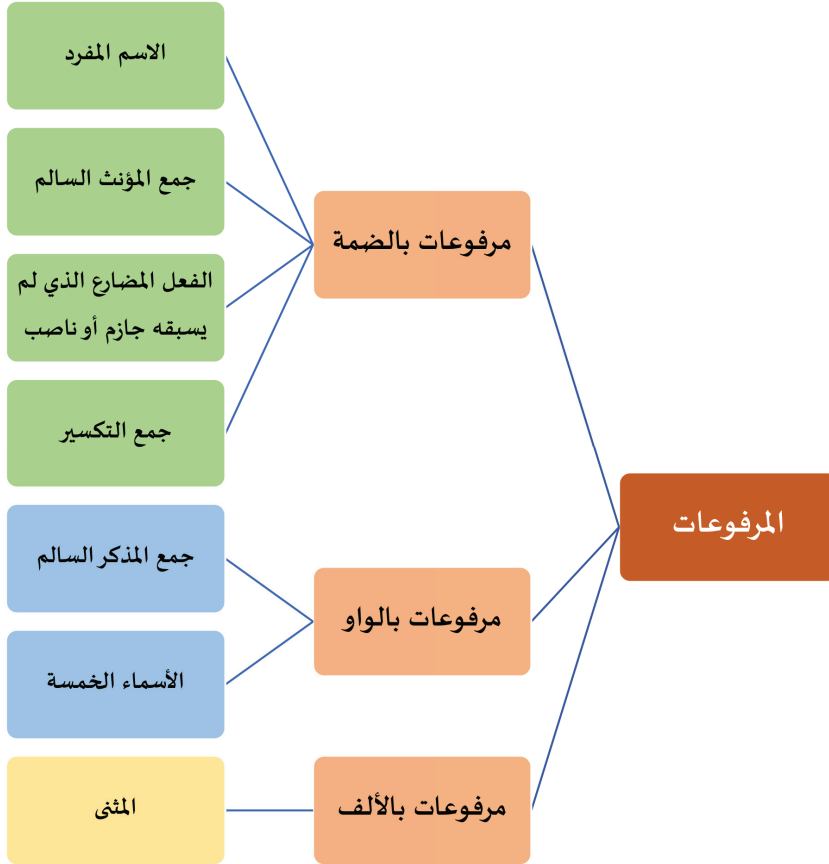 المرفوعات
مرفوعات بالضمة
الاسم المفرد
جمع المؤنث السالم
الفعل المضارع الذي لم
يسبقه جازم أو ناصب
جمع التكسير
مرفوعات بالواو
جمع المذكر السالم
الأسماء الخمسة
مرفوعات بالألف
المثنى